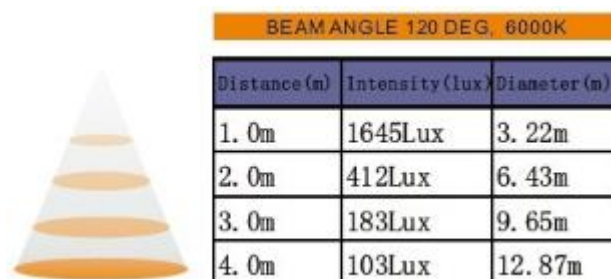 BEAM ANGLE 120 DEG, 6000K
Distance(m) Intensity(lux) Diameter(m)
1.0m 1645Lux 3.22m
2.0m 412Lux 6.43m
3.0m 183Lux 9.65m
4.0m 103Lux 12.87m